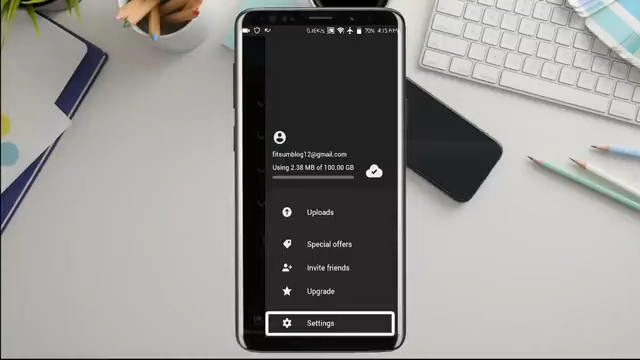 70% 4:15 AM
fitsumblog12@gmail.com
Using 2.38 MB of 100.00 GB
Uploads
Special offers
Invite friends
Upgrade
Settings